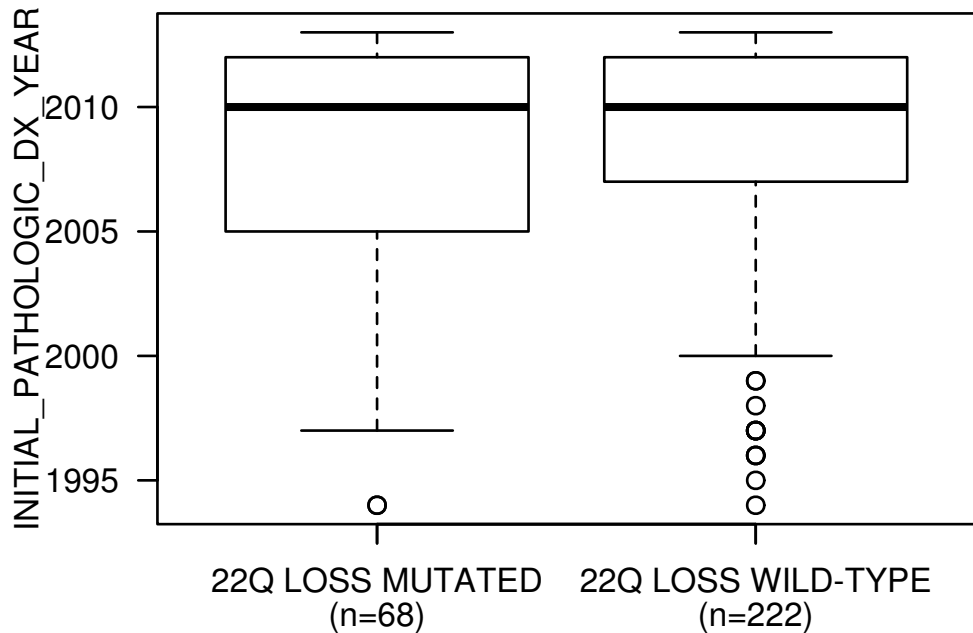 INITIAL_PATHOLOGIC_DX_YEAR
2010
2005
2000
1995
22Q LOSS MUTATED
(n=68)
22Q LOSS WILD-TYPE
(n=222)